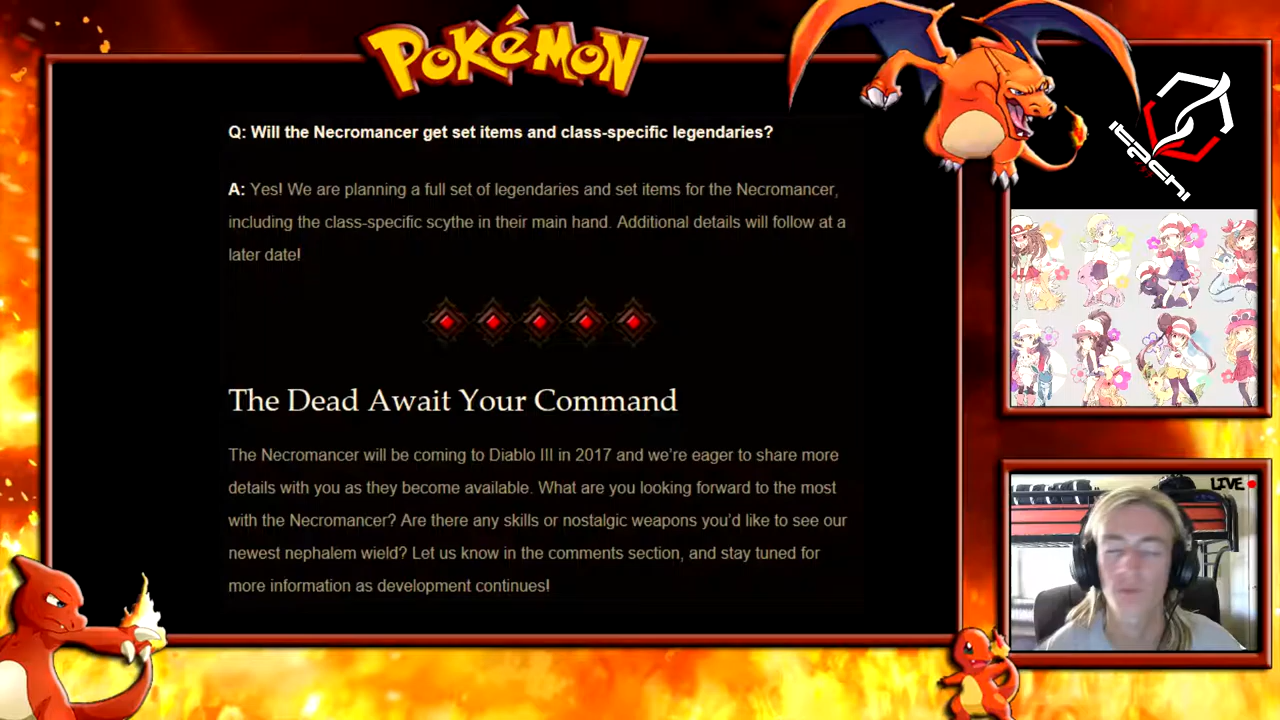 POKéMON
Q: Will the Necromancer get set items and class-specific legendaries?
A: Yes! We are planning a full set of legendaries and set items for the Necromancer,
including the class-specific scythe in their main hand. Additional details will follow at a
later date!
The Dead Await Your Command
The Necromancer will be coming to Diablo III in 2017 and we’re eager to share more
details with you as they become available. What are you looking forward to the most
with the Necromancer? Are there any skills or nostalgic weapons you’d like to see our
newest nephalem wield? Let us know in the comments section, and stay tuned for
more information as development continues!
itachi
LIVE